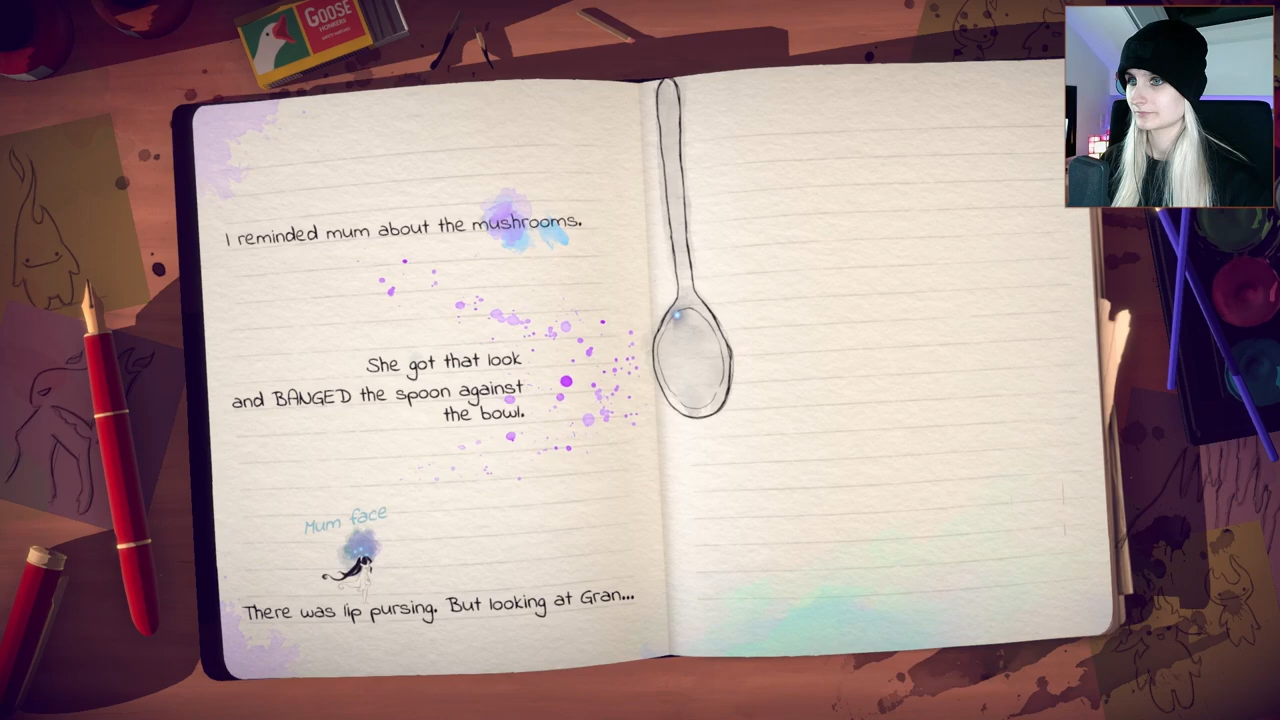 GOOSE
I reminded mum about the mushrooms.
She got that look
and BANGED the spoon against
the bowl.
Mum face
There was lip pursing. But looking at Gran...